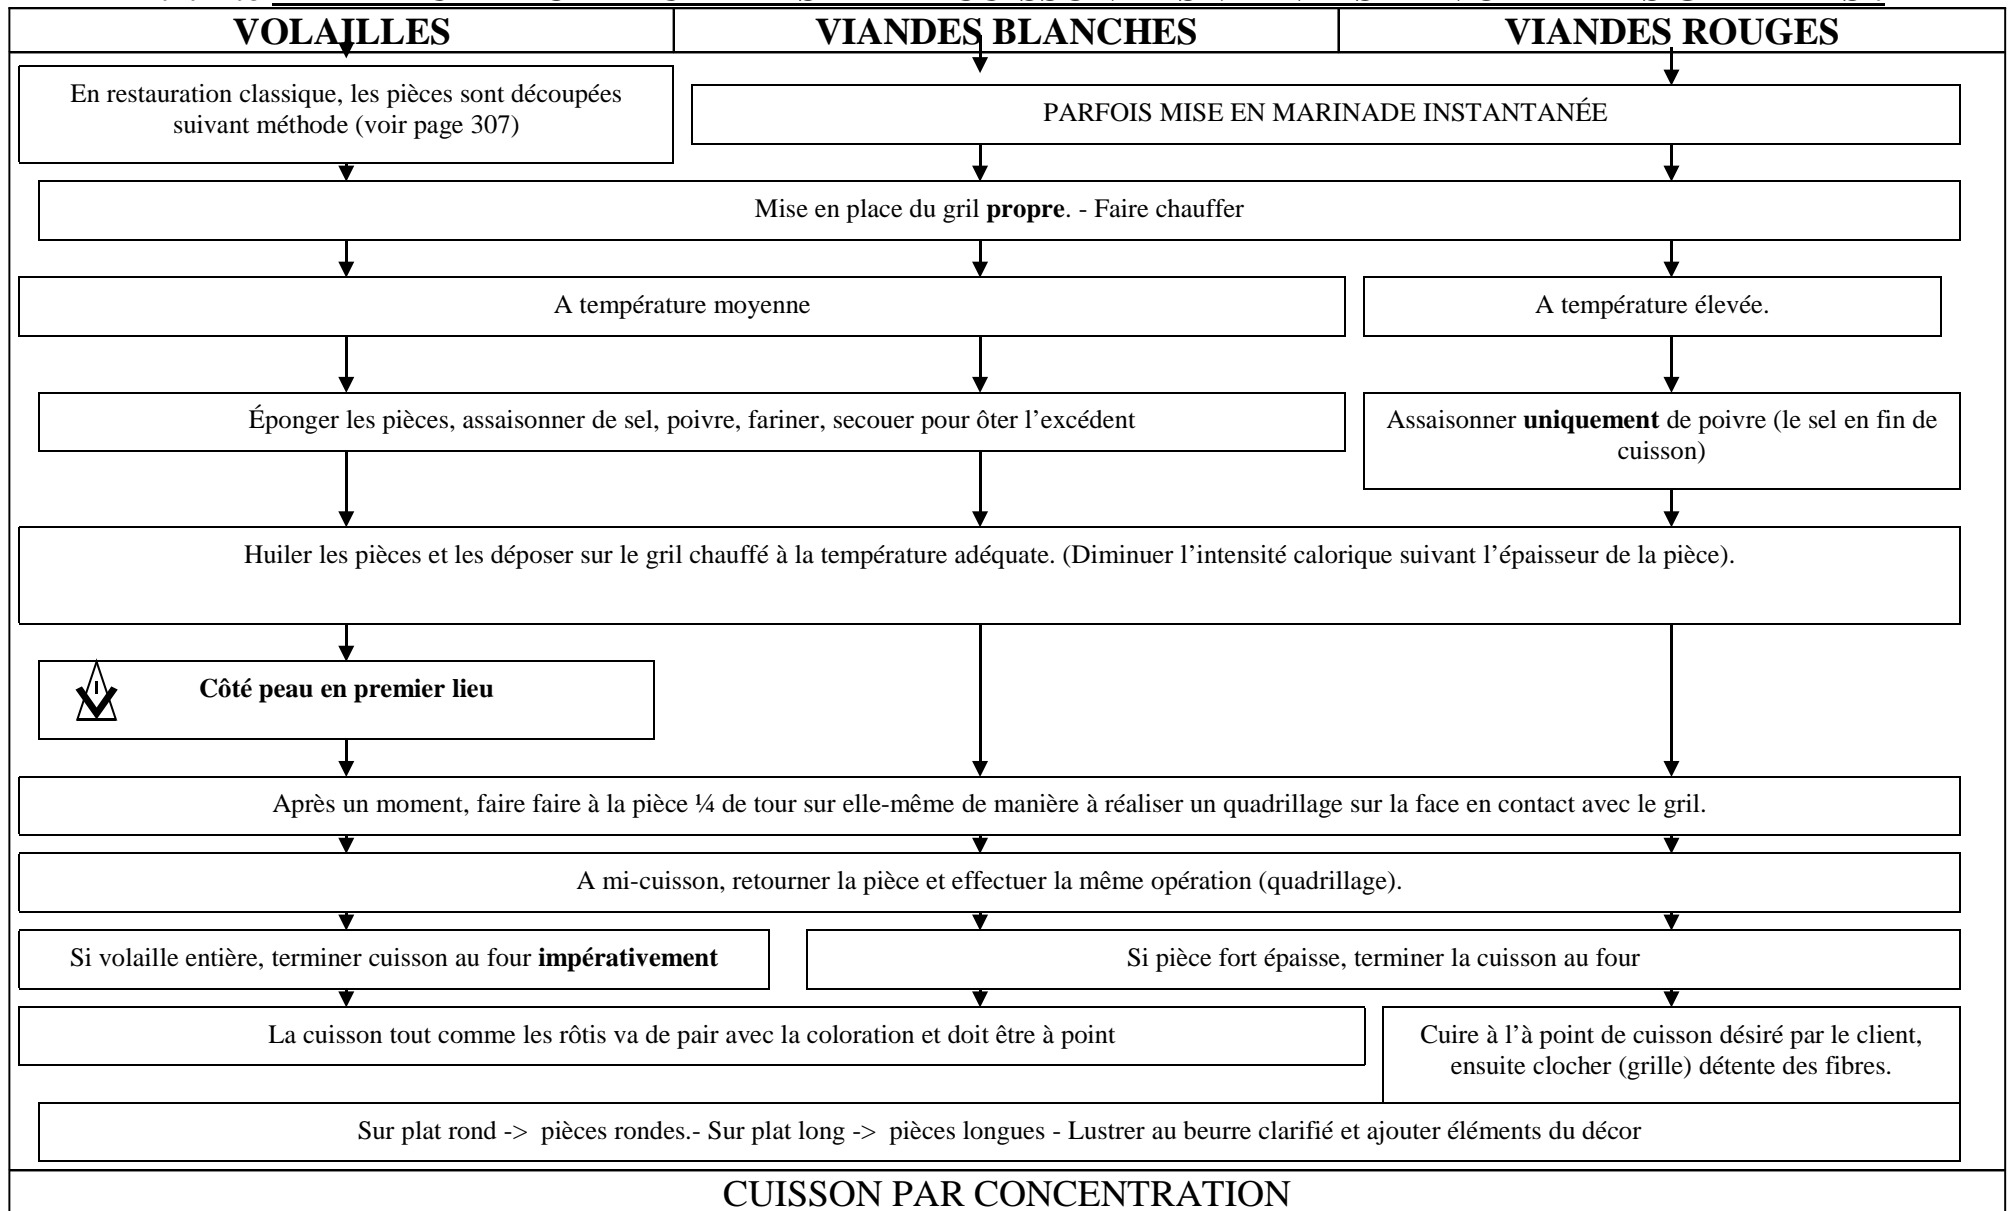 VOLAILLES
VIANDES BLANCHES
VIANDES ROUGES
En restauration classique, les pièces sont découpées
suivant méthode (voir page 307)
PARFOIS MISE EN MARINADE INSTANTANÉE
Mise en place du gril propre. - Faire chauffer
A température moyenne
A température élevée.
Éponger les pièces, assaisonner de sel, poivre, fariner, secouer pour ôter l’excédent
Assaisonner uniquement de poivre (le sel en fin de
cuisson)
Huiler les pièces et les déposer sur le gril chauffé à la température adéquate. (Diminuer l’intensité calorique suivant l’épaisseur de la pièce).
Côté peau en premier lieu
Après un moment, faire faire à la pièce ¼ de tour sur elle-même de manière à réaliser un quadrillage sur la face en contact avec le gril.
A mi-cuisson, retourner la pièce et effectuer la même opération (quadrillage).
Si volaille entière, terminer cuisson au four impérativement
Si pièce fort épaisse, terminer la cuisson au four
La cuisson tout comme les rôtis va de pair avec la coloration et doit être à point
Cuire à l’à point de cuisson désiré par le client,
ensuite clocher (grille) détente des fibres.
Sur plat rond -> pièces rondes.- Sur plat long -> pièces longues - Lustrer au beurre clarifié et ajouter éléments du décor
CUISSON PAR CONCENTRATION